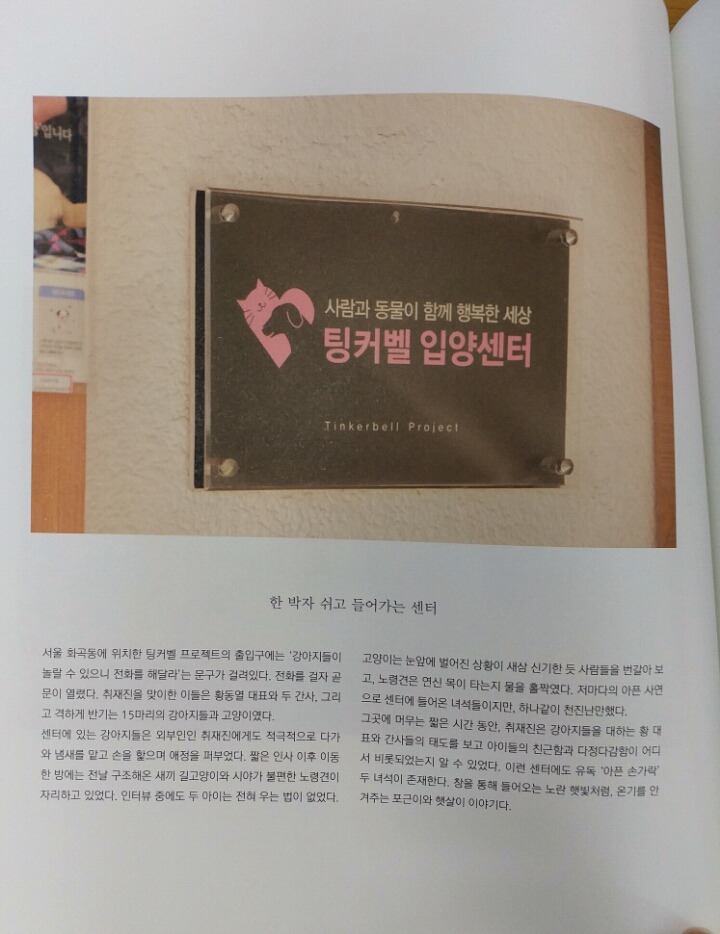 입니다
사람과 동물이 함께 행복한 세상
팅커벨 입양센터
Tinkerbell Project
한 박자 쉬고 들어가는 센터
서울 화곡동에 위치한 팅커벨 프로젝트의 출입구에는 ‘강아지들이
놀랄 수 있으니 전화를 해달라’는 문구가 걸려있다. 전화를 걸자 곧
문이 열렸다. 취재진을 맞이한 이들은 황동열 대표와 두 간사, 그리
고 격하게 반기는 15마리의 강아지들과 고양이였다.
센터에 있는 강아지들은 외부인인 취재진에게도 적극적으로 다가
와 냄새를 맡고 손을 핥으며 애정을 퍼부었다. 짧은 인사 이후 이동
한 방에는 전날 구조해온 새끼 길고양이와 시야가 불편한 노령견이
자리하고 있었다. 인터뷰 중에도 두 아이는 전혀 우는 법이 없었다.
고양이는 눈앞에 벌어진 상황이 새삼 신기한 듯 사람들을 번갈아 보
고, 노령견은 연신 목이 타는지 물을 홀짝였다. 저마다의 아픈 사연
으로 센터에 들어온 녀석들이지만, 하나같이 천진난만했다.
그곳에 머무는 짧은 시간 동안, 취재진은 강아지들을 대하는 황 대
표와 간사들의 태도를 보고 아이들의 친근함과 다정다감함이 어디
서 비롯되었는지 알 수 있었다. 이런 센터에도 유독 ‘아픈 손가락’
두 녀석이 존재한다. 창을 통해 들어오는 노란 햇빛처럼, 온기를 안
겨주는 포근이와 햇살이 이야기다.